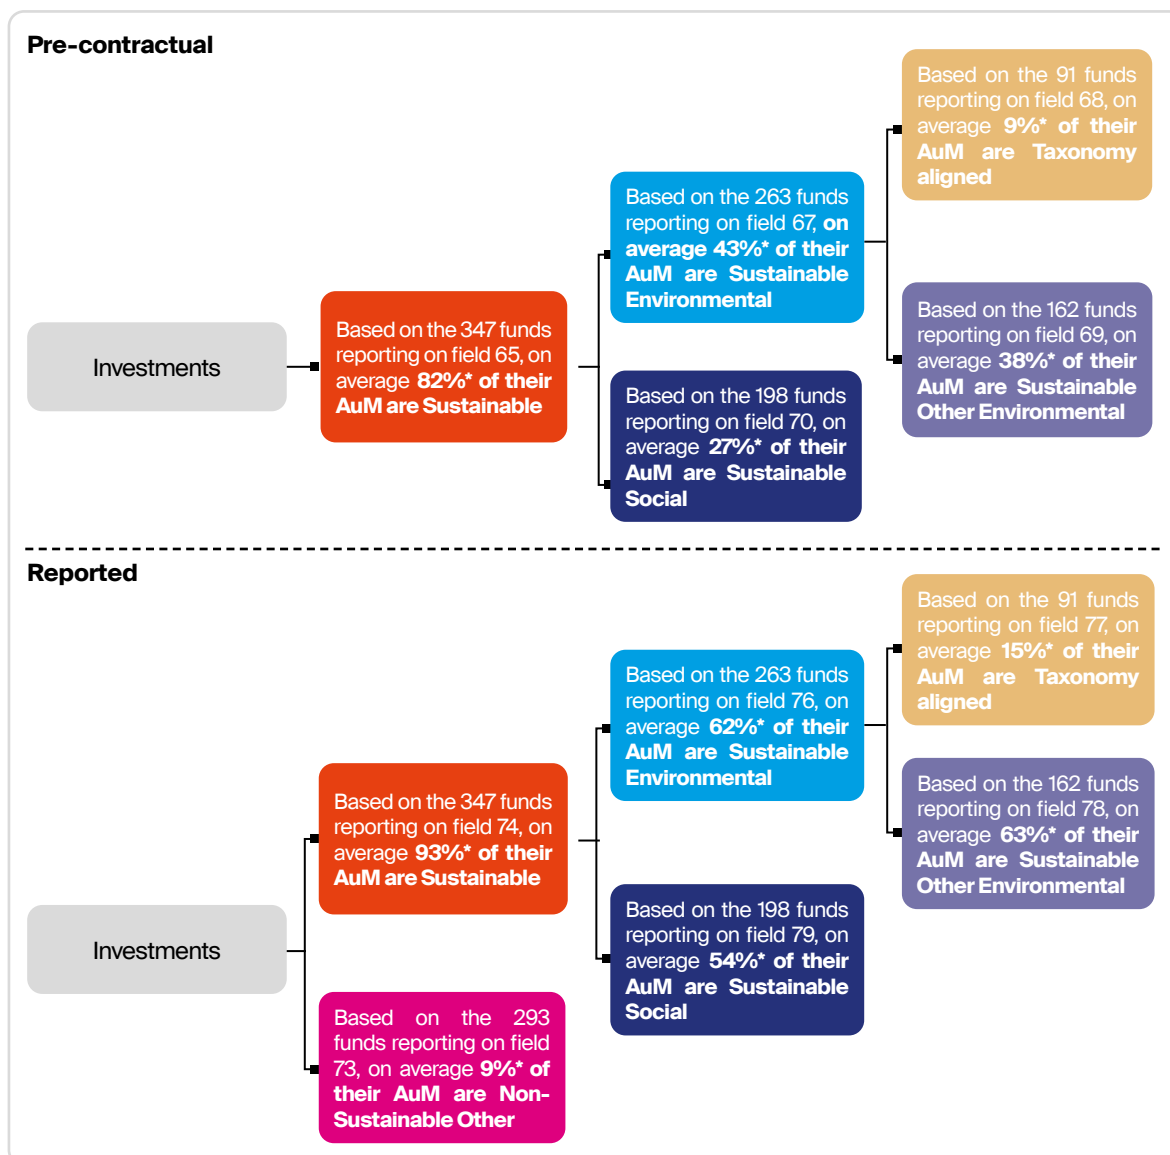 Pre-contractual
Investments
Based on the 347 funds
reporting on field 65, on
average 82%* of their
AuM are Sustainable
Based on the 263 funds
reporting on field 67, on
average 43%* of their
AuM are Sustainable
Environmental
Based on the 198 funds
reporting on field 70, on
average 27%* of their
AuM are Sustainable
Social
Based on the 91 funds
reporting on field 68, on
average 9%* of their
AuM are Taxonomy
aligned
Based on the 162 funds
reporting on field 69, on
average 38%* of their
AuM are Sustainable
Other Environmental
Reported
Investments
Based on the 347 funds
reporting on field 74, on
average 93%* of their
AuM are Sustainable
Based on the 293
funds reporting on field
73, on average 9%* of
their AuM are Non-
Sustainable Other
Based on the 263 funds
reporting on field 76, on
average 62%* of their
AuM are Sustainable
Environmental
Based on the 198 funds
reporting on field 79, on
average 54%* of their
AuM are Sustainable
Social
Based on the 91 funds
reporting on field 77, on
average 15%* of their
AuM are Taxonomy
aligned
Based on the 162 funds
reporting on field 78, on
average 63%* of their
AuM are Sustainable
Other Environmental